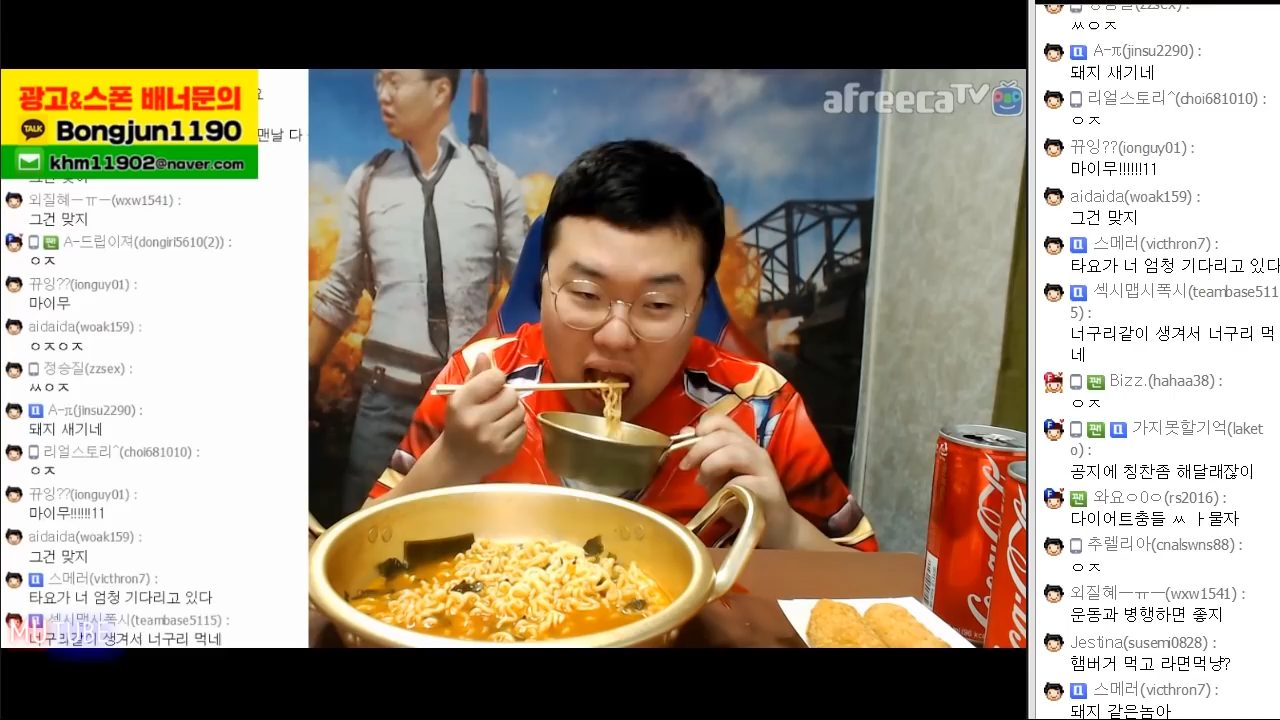 광고&스폰 배너문의
TALK Bongjun1190
khm11902@naver.com
맨날 다
외질혜ㅡㅠㅡ(wxw1541) :
그건 맞지
팬 A-드립이져(dongiri5610(2)) :
ㅇㅈ
뀨잉??(ionguy01) :
마이무
aidaida(woak159) :
ㅇㅈㅇㅈ
정승질(zzsex) :
ㅆㅇㅈ
A-π(jinsu2290) :
돼지 새기네
리얼스토리^(choi681010) :
ㅇㅈ
뀨잉??(ionguy01) :
마이무!!!!!!11
aidaida(woak159) :
그건 맞지
스메러(victhron7) :
타요가 너 엄청 기다리고 있다
섹시맵시폭시(teambase5115) :
너구리같이 생겨서 너구리 먹네
afreecaTV
Coca-Cola
ㅆㅇㅈ
A-π(jinsu2290) :
돼지 새기네
리얼스토리^(choi681010) :
ㅇㅈ
뀨잉??(ionguy01) :
마이무!!!!!!11
aidaida(woak159) :
그건 맞지
스메러(victhron7) :
타요가 너 엄청 기다리고 있다
섹시맵시폭시(teambase511
5) :
너구리같이 생겨서 너구리 먹
네
팬 Bizz.(hahaa38) :
ㅇㅈ
팬 가지못할기억(laket
o) :
공지에 칭찬좀 해달래잖이
팬 와요ㅇ0ㅇ(rs2016) :
다이어트충들 ㅆ ㅏ물자
추렐리아(cnalswns88) :
ㅇㅈ
외질혜ㅡㅠㅡ(wxw1541) :
운동과 병행하면 좋지
Jestina(susemi0828) :
햄버거 먹고 라면먹냥?
스메러(victhron7) :
돼지 같은놈아